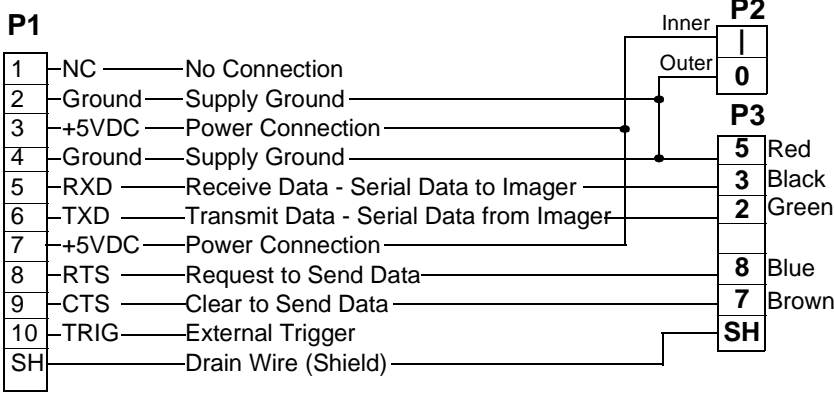 P1
P2
Inner
|
Outer
0
1 NC No Connection
2 Ground Supply Ground
3 +5VDC Power Connection
P3
4 Ground Supply Ground 5 Red
5 RXD Receive Data - Serial Data to Imager 3 Black
6 TXD Transmit Data - Serial Data from Imager 2 Green
7 +5VDC Power Connection
8 RTS Request to Send Data 8 Blue
9 CTS Clear to Send Data 7 Brown
10 TRIG External Trigger SH
SH Drain Wire (Shield)